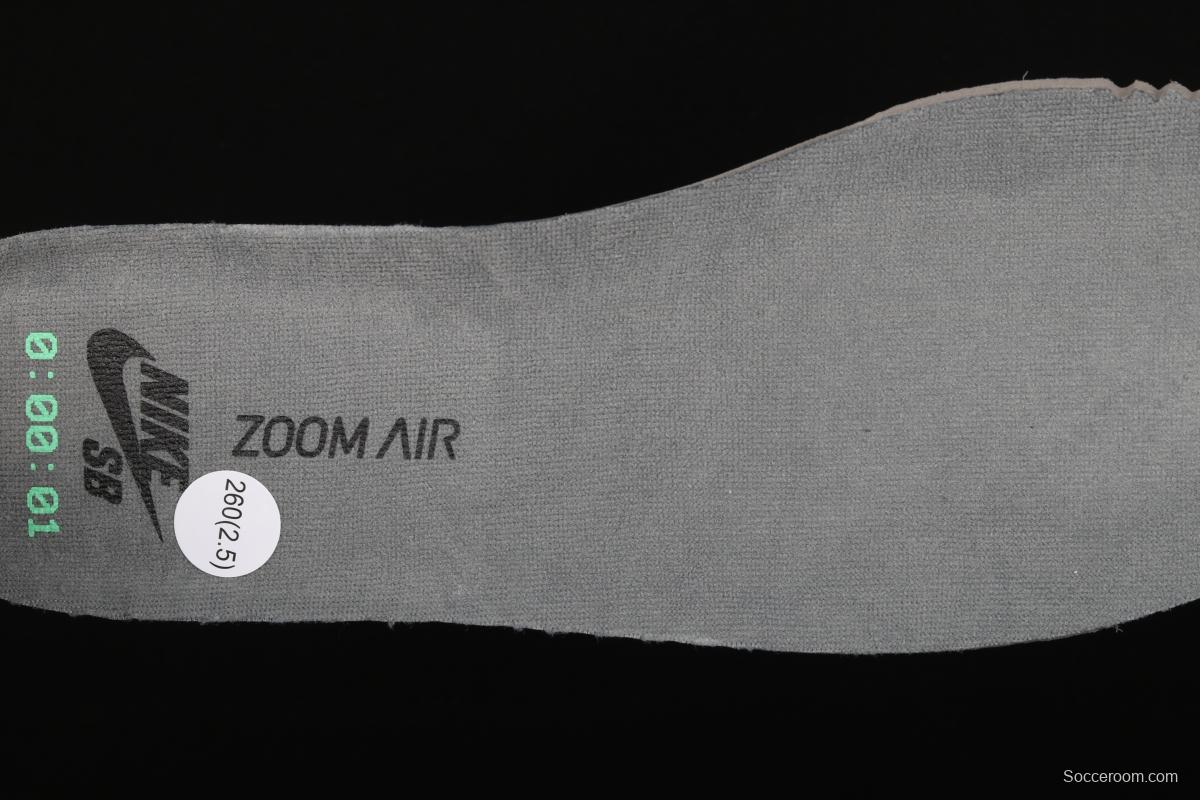 0:00:01
NIKE
SB
ZOOM AIR
260(2.5)
Socceroom.com